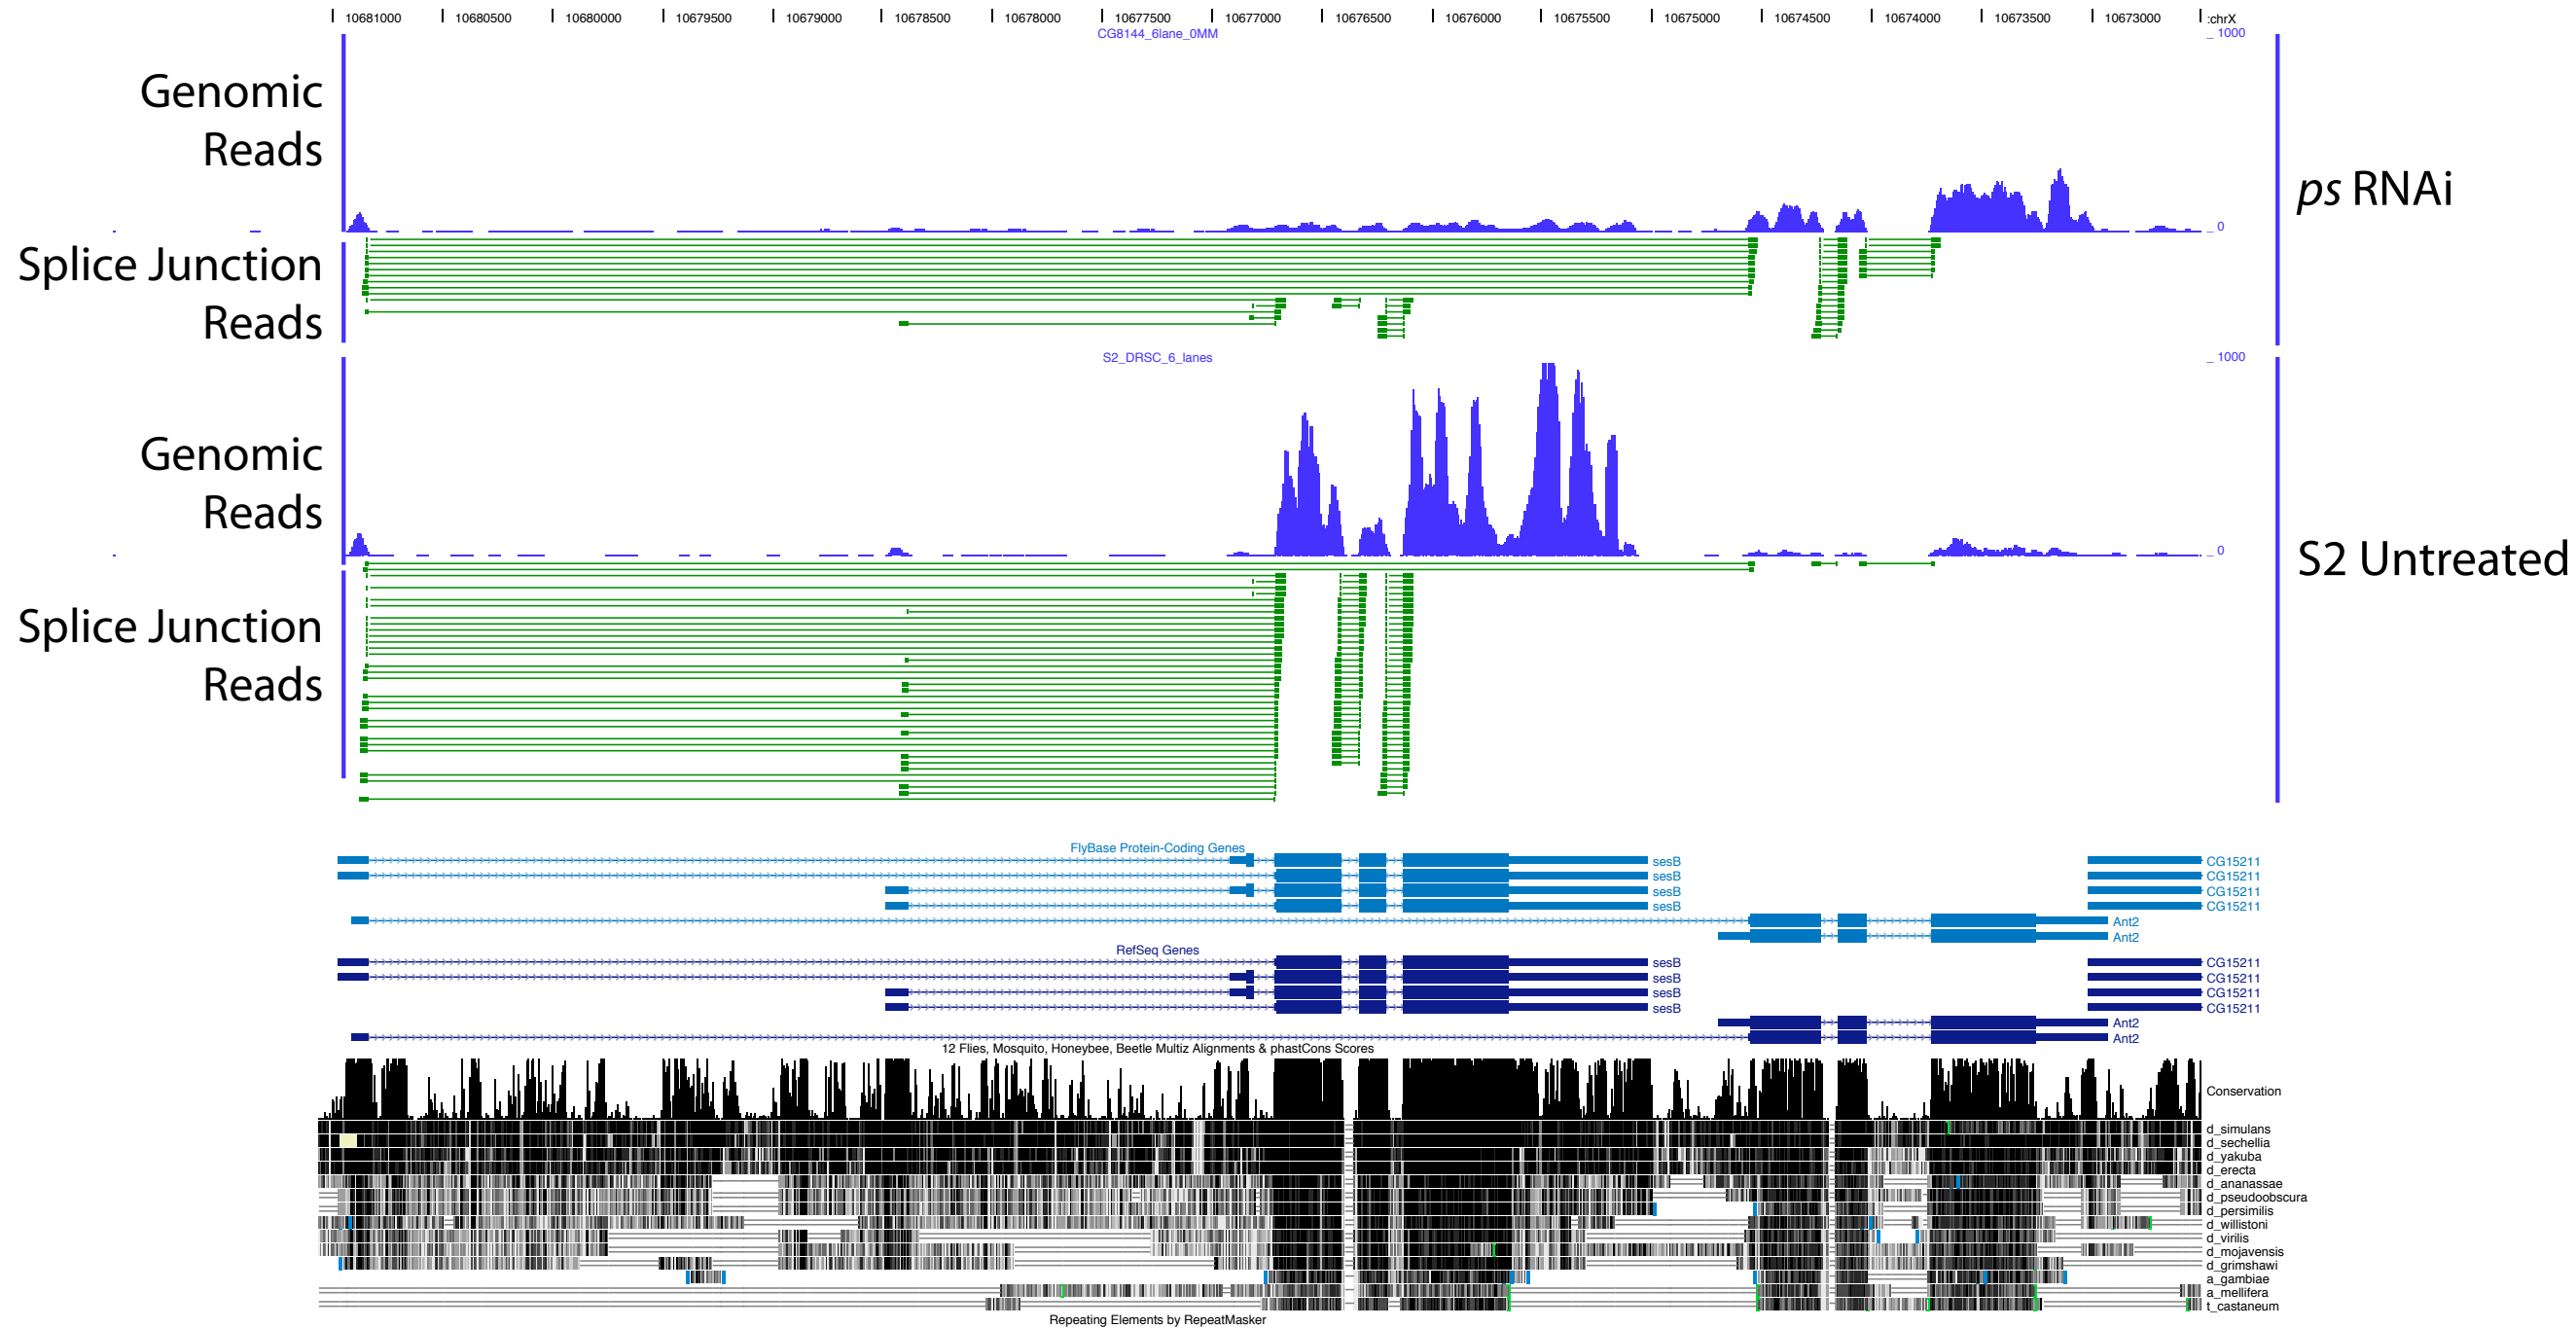 10681000 10680500 10680000 10679500 10679000 10678500 10678000 10677500 10677000 10676500 10676000 10675500 10675000 10674500 10674000 10673500 10673000 :chrX
CG8144_6lane_0MM
_ 1000
Genomic
Reads
ps RNAi
_ 0
Splice Junction
Reads
S2_DRSC_6_lanes
_ 1000
Genomic
Reads
_ 0
S2 Untreated
Splice Junction
Reads
FlyBase Protein-Coding Genes
sesB CG15211
sesB CG15211
sesB CG15211
sesB CG15211
Ant2
Ant2
RefSeq Genes
sesB CG15211
sesB CG15211
sesB CG15211
sesB CG15211
Ant2
Ant2
12 Flies, Mosquito, Honeybee, Beetle Multiz Alignments & phastCons Scores
Conservation
d_simulans
d_sechellia
d_yakuba
d_erecta
d_ananassae
d_pseudoobscura
d_persimilis
d_willistoni
d_virilis
d_mojavensis
d_grimshawi
a_gambiae
a_mellifera
t_castaneum
Repeating Elements by RepeatMasker